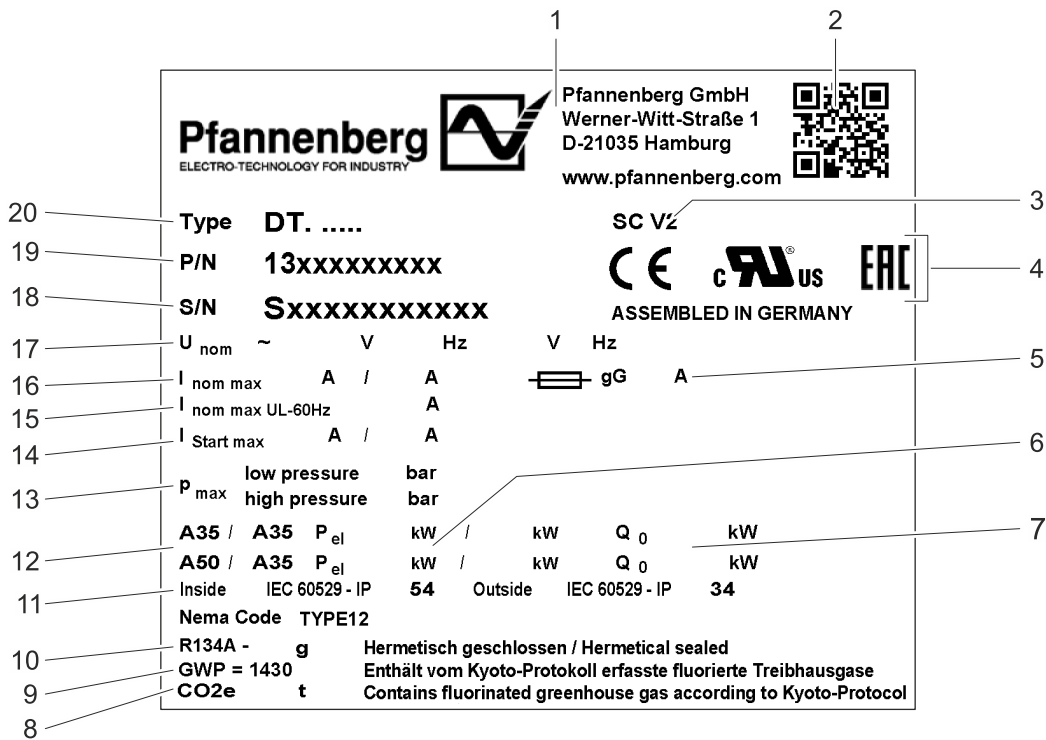 1 2
Pfannenberg
ELECTRO-TECHNOLOGY FOR INDUSTRY
Pfannenberg GmbH
Werner-Witt-Straße 1
D-21035 Hamburg
www.pfannenberg.com
20 Type DT. ..... SC V2 3
19 P/N 13xxxxxxxxx CE C RU® US EAC 4
18 S/N Sxxxxxxxxxxx ASSEMBLED IN GERMANY
17 U nom ~ V Hz V Hz
16 I nom max A / A gG A 5
15 I nom max UL-60Hz A
14 I Start max A / A 6
13 p max low pressure bar
high pressure bar
A35 / A35 P el kW / kW Q 0 kW 7
12 A50 / A35 P el kW / kW Q 0 kW
11 Inside IEC 60529 - IP 54 Outside IEC 60529 - IP 34
Nema Code TYPE12
10 R134A - g Hermetisch geschlossen / Hermetical sealed
9 GWP = 1430 Enthält vom Kyoto-Protokoll erfasste fluorierte Treibhausgase
8 CO2e t Contains fluorinated greenhouse gas according to Kyoto-Protocol